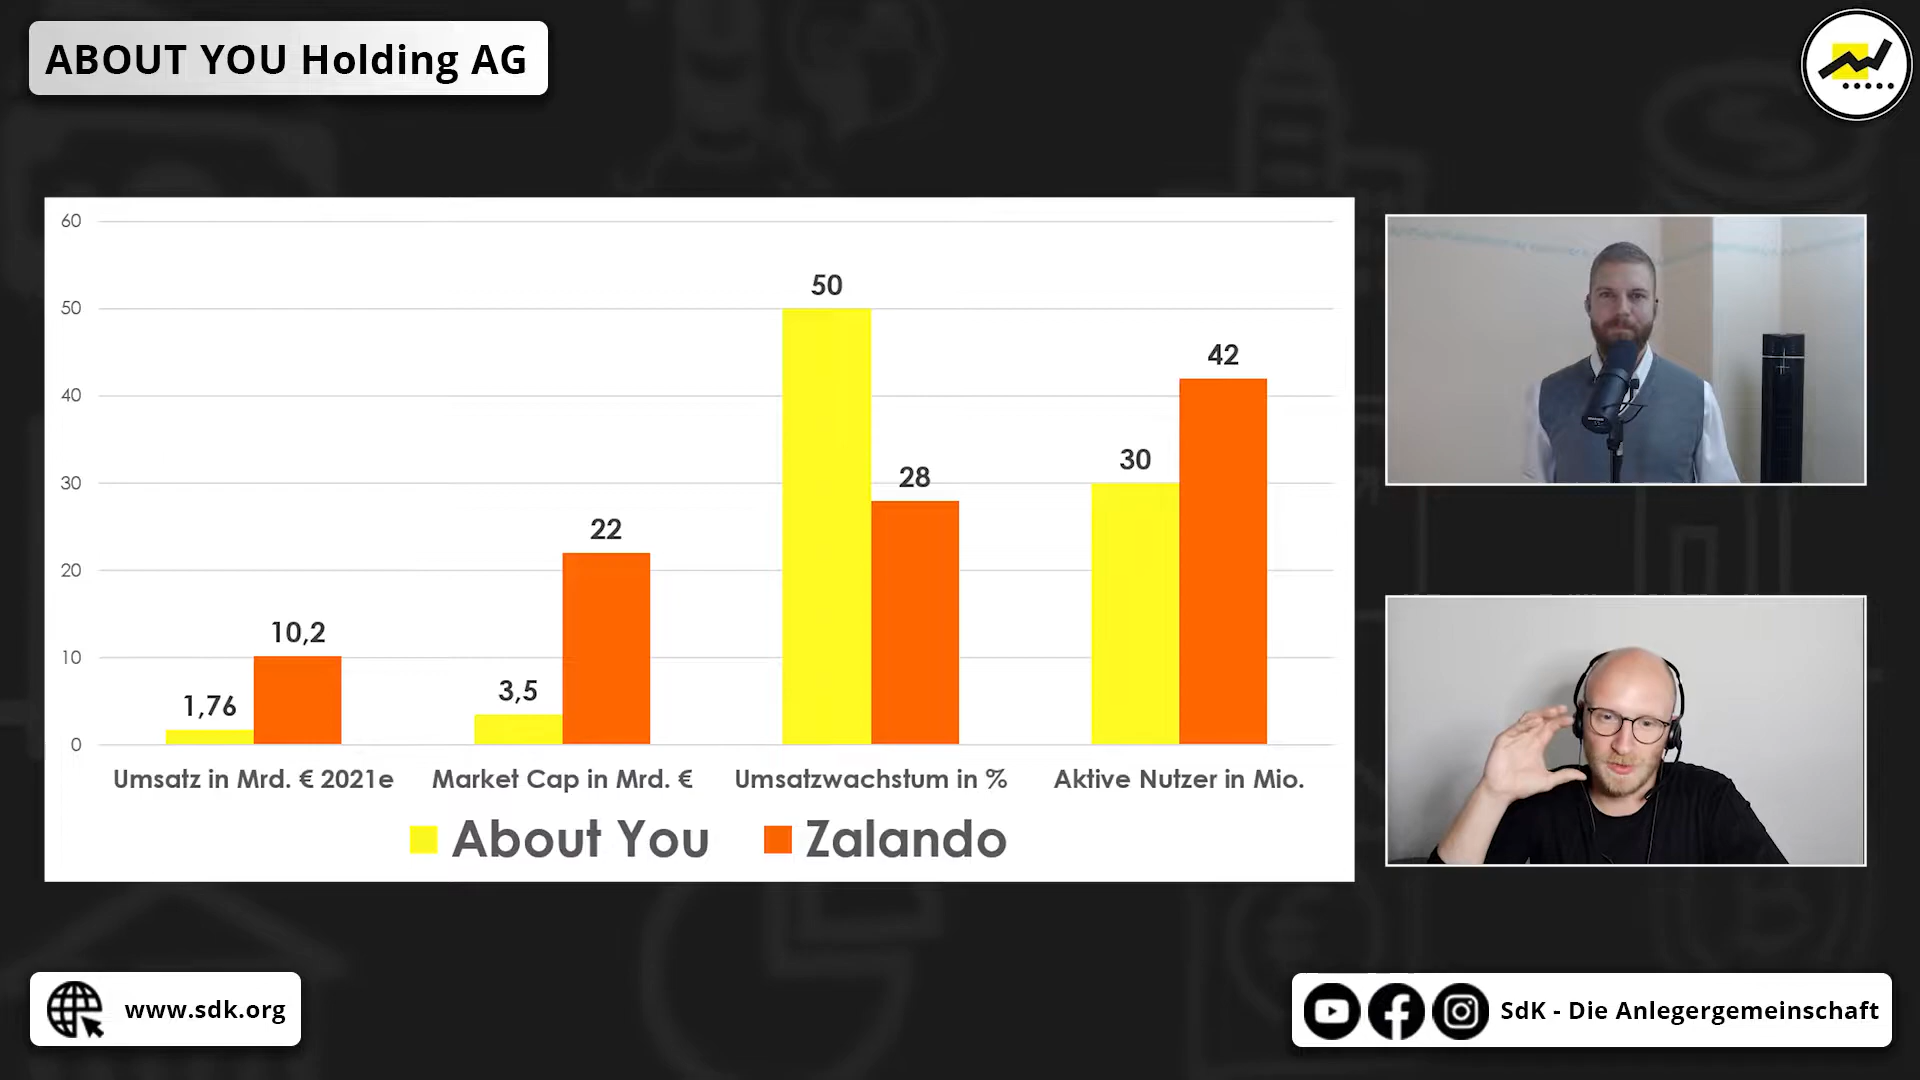 ABOUT YOU Holding AG
60
50
40
30
20
10
0
1,76
10,2
3,5
22
50
28
30
42
Umsatz in Mrd. € 2021e
Market Cap in Mrd. €
Umsatzwachstum in %
Aktive Nutzer in Mio.
About You
Zalando
www.sdk.org
SdK - Die Anlegergemeinschaft